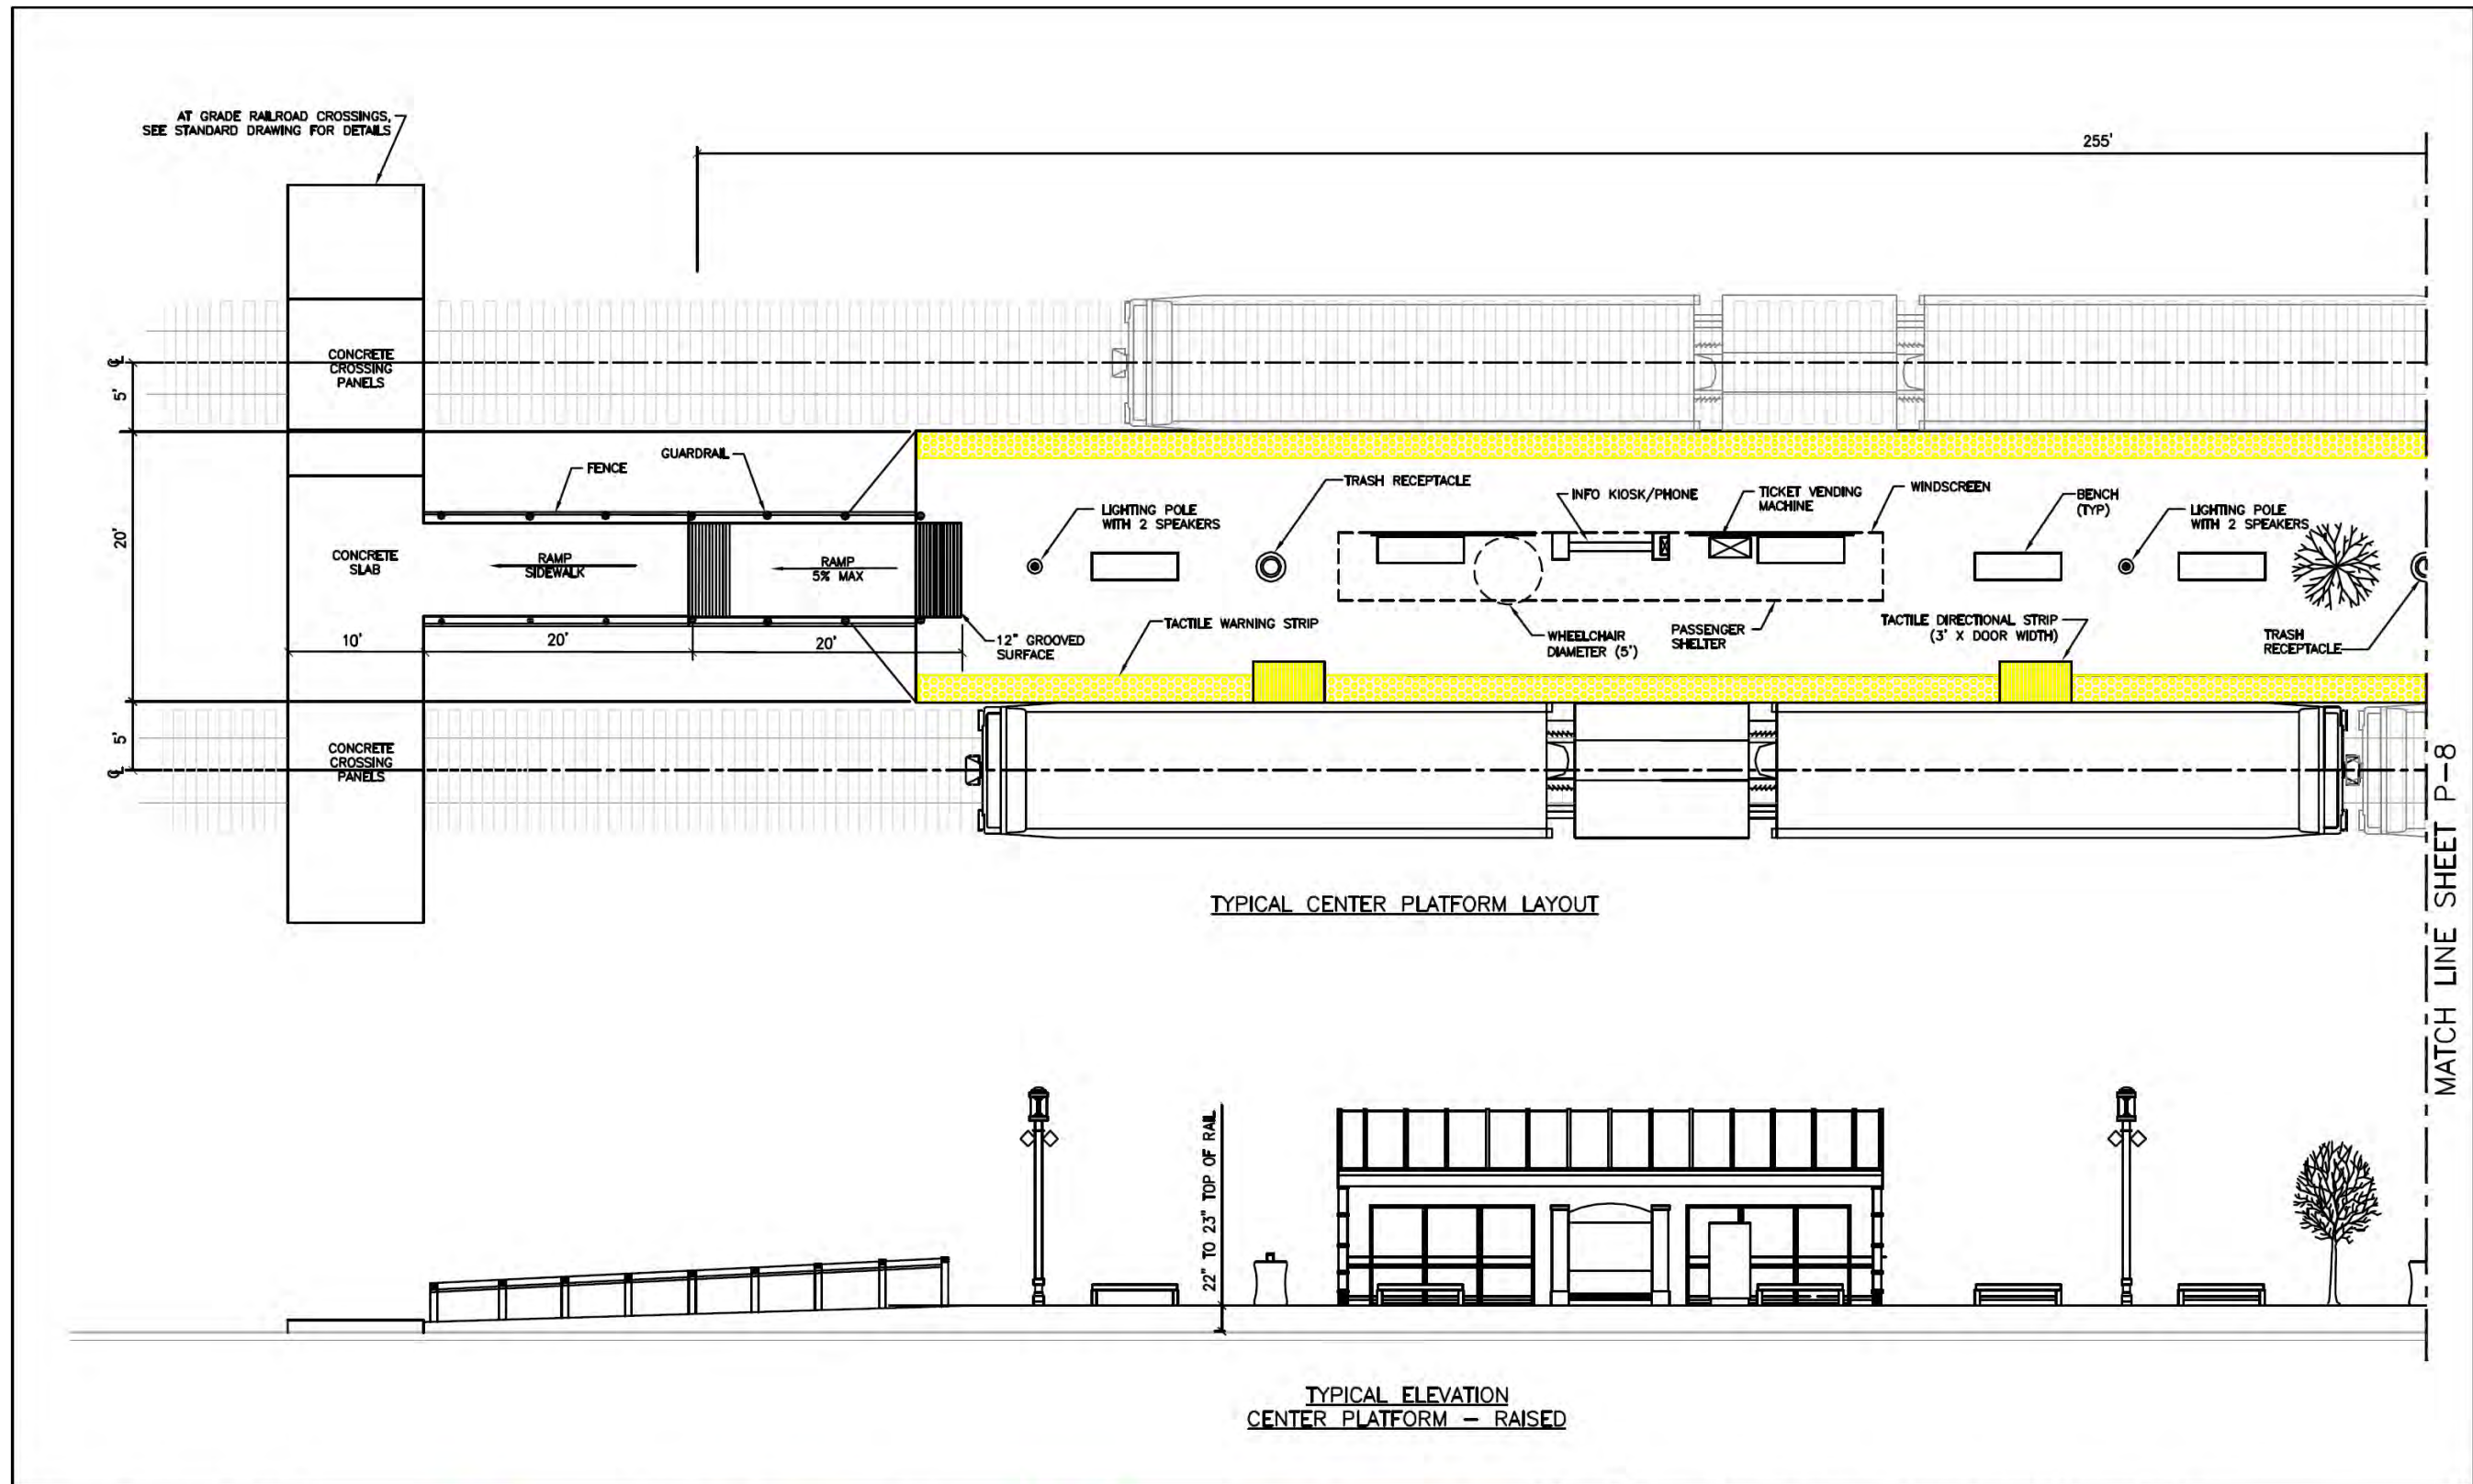 AT GRADE RAILROAD CROSSINGS,
SEE STANDARD DRAWING FOR DETAILS
255'
℄
5'
CONCRETE
CROSSING
PANELS
GUARDRAIL
FENCE
TRASH RECEPTACLE
INFO KIOSK/PHONE
TICKET VENDING
MACHINE
WINDSCREEN
BENCH
(TYP)
LIGHTING POLE
WITH 2 SPEAKERS
LIGHTING POLE
WITH 2 SPEAKERS
20'
CONCRETE
SLAB
RAMP
SIDEWALK
RAMP
5% MAX
10'
20'
20'
12" GROOVED
SURFACE
TACTILE WARNING STRIP
WHEELCHAIR
DIAMETER (5')
PASSENGER
SHELTER
TACTILE DIRECTIONAL STRIP
(3' X DOOR WIDTH)
TRASH
RECEPTACLE
5'
℄
CONCRETE
CROSSING
PANELS
TYPICAL CENTER PLATFORM LAYOUT
MATCH LINE SHEET P-8
22" TO 23" TOP OF RAIL
TYPICAL ELEVATION
CENTER PLATFORM - RAISED